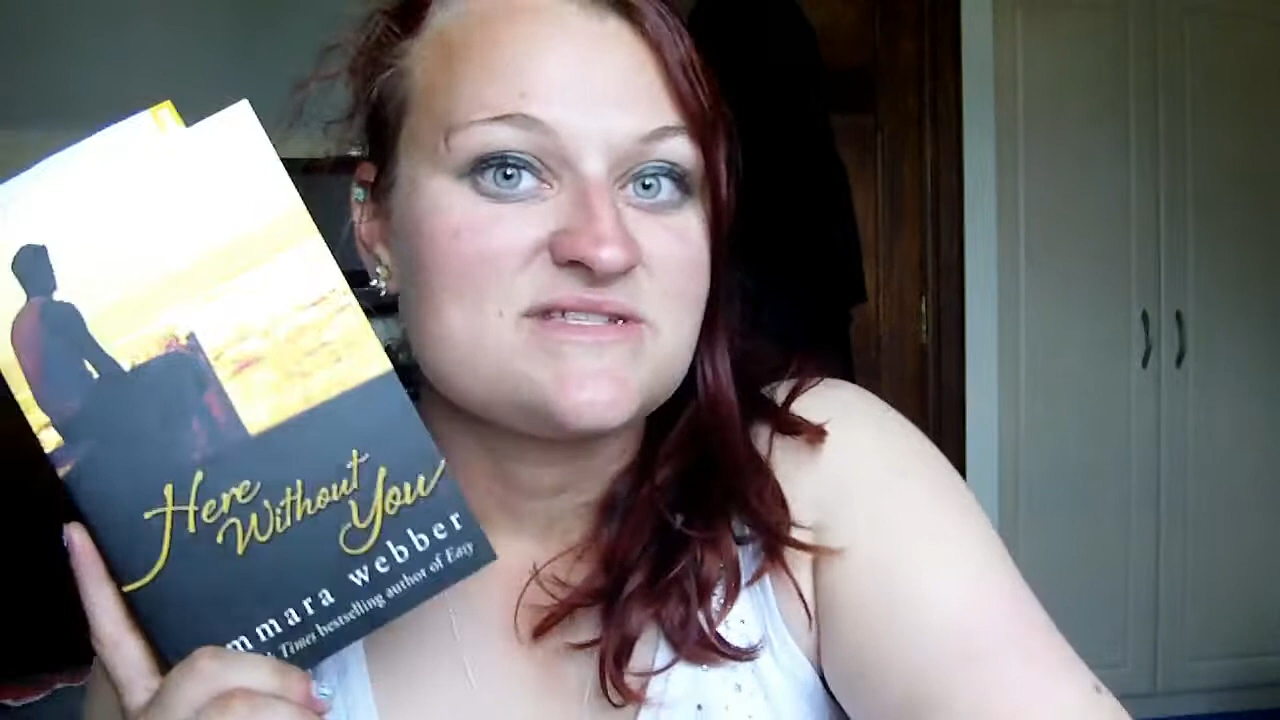 Here
Without
You
mmara webber
Times bestselling author of Easy